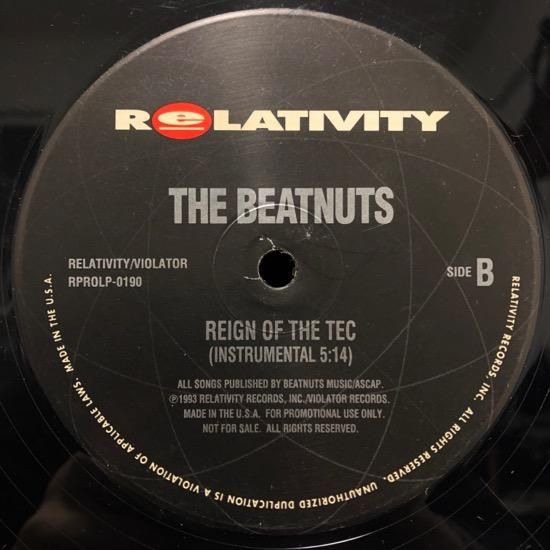 RELATIVITY
THE BEATNUTS
RELATIVITY/VIOLATOR
RPROLP-0190
SIDE B
REIGN OF THE TEC
(INSTRUMENTAL 5:14)
ALL SONGS PUBLISHED BY BEATNUTS MUSIC/ASCAP.
℗1993 RELATIVITY RECORDS, INC./VIOLATOR RECORDS.
MADE IN THE U.S.A. FOR PROMOTIONAL USE ONLY.
NOT FOR SALE. ALL RIGHTS RESERVED.
RELATIVITY RECORDS, INC. ALL RIGHTS RESERVED. UNAUTHORIZED DUPLICATION IS A VIOLATION OF APPLICABLE LAWS. MADE IN THE U.S.A.